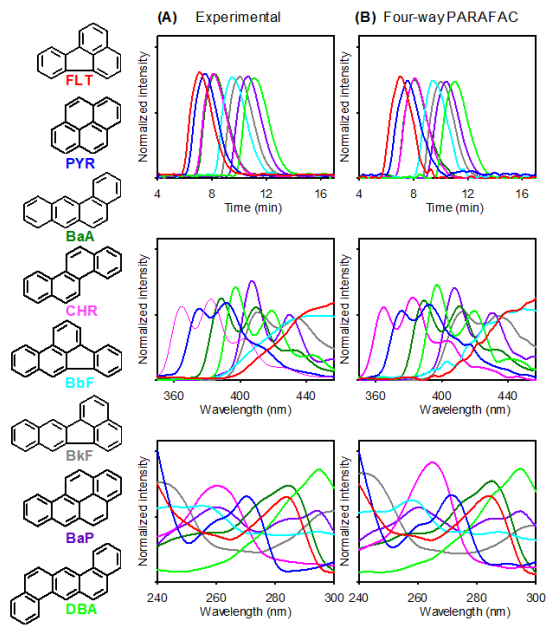 (A) Experimental
(B) Four-way PARAFAC
FLT
PYR
BaA
CHR
BbF
BkF
BaP
DBA
Normalized intensity
4 8 12 16
Time (min)
Normalized intensity
4 8 12 16
Time (min)
Normalized intensity
360 400 440
Wavelength (nm)
Normalized intensity
360 400 440
Wavelength (nm)
Normalized intensity
240 260 280 300
Wavelength (nm)
Normalized intensity
240 260 280 300
Wavelength (nm)